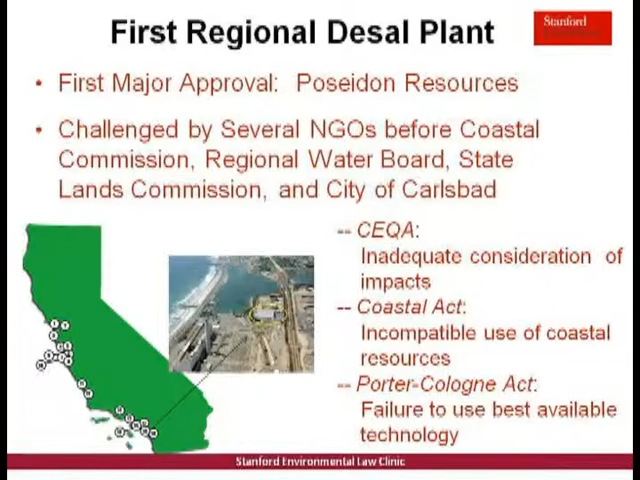 First Regional Desal Plant
Stanford
• First Major Approval: Poseidon Resources
• Challenged by Several NGOs before Coastal
Commission, Regional Water Board, State
Lands Commission, and City of Carlsbad
-- CEQA:
Inadequate consideration of
impacts
-- Coastal Act:
Incompatible use of coastal
resources
-- Porter-Cologne Act:
Failure to use best available
technology
Stanford Environmental Law Clinic